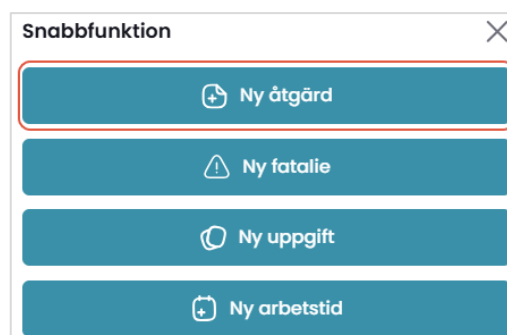 Snabbfunktion
Ny åtgärd
Ny fatalie
Ny uppgift
Ny arbetstid